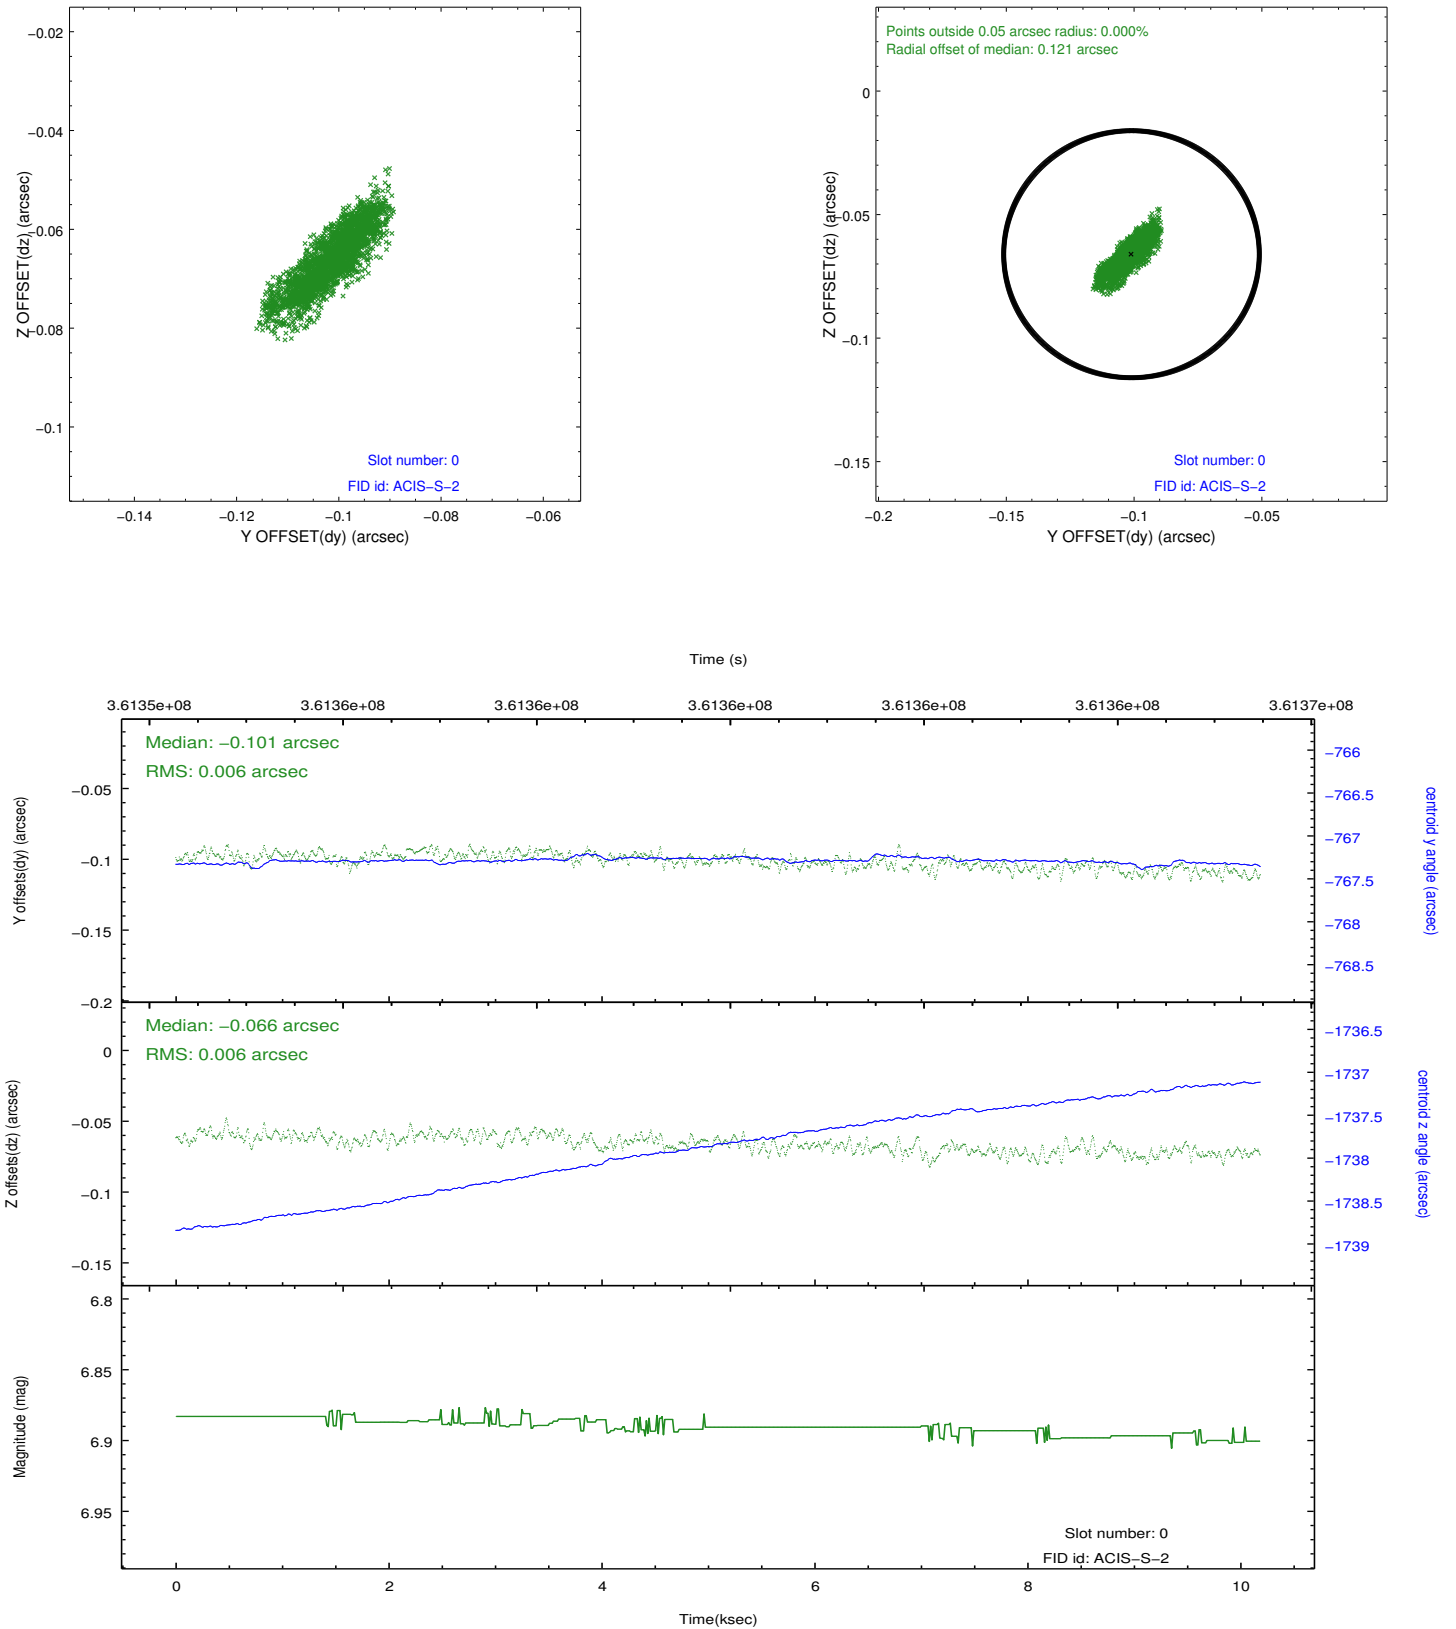 −0.02
−0.04
−0.06
−0.08
−0.1
Z OFFSET(dz) (arcsec)
Slot number: 0
FID id: ACIS−S−2
−0.14
−0.12
−0.1
−0.08
−0.06
Y OFFSET(dy) (arcsec)
Points outside 0.05 arcsec radius: 0.000%
Radial offset of median: 0.121 arcsec
0
−0.05
−0.1
−0.15
Z OFFSET(dz) (arcsec)
Slot number: 0
FID id: ACIS−S−2
−0.2
−0.15
−0.1
−0.05
Y OFFSET(dy) (arcsec)
Time (s)
3.6135e+08
3.6136e+08
3.6136e+08
3.6136e+08
3.6136e+08
3.6136e+08
3.6137e+08
Median: −0.101 arcsec
RMS: 0.006 arcsec
−0.05
−0.1
−0.15
−0.2
Y offsets(dy) (arcsec)
−766
−766.5
−767
−767.5
−768
−768.5
centroid y angle (arcsec)
Median: −0.066 arcsec
RMS: 0.006 arcsec
0
−0.05
−0.1
−0.15
Z offsets(dz) (arcsec)
−1736.5
−1737
−1737.5
−1738
−1738.5
−1739
centroid z angle (arcsec)
6.8
6.85
6.9
6.95
Magnitude (mag)
Slot number: 0
FID id: ACIS−S−2
0
2
4
6
8
10
Time(ksec)